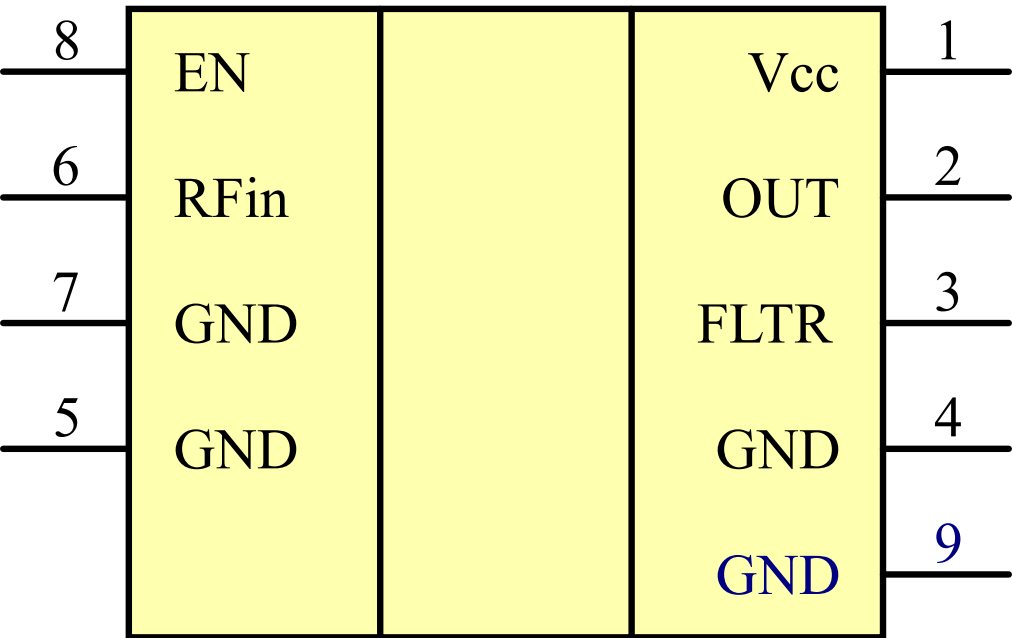 8 EN Vcc 1
6 RFin OUT 2
7 GND FLTR 3
5 GND GND 4
GND 9